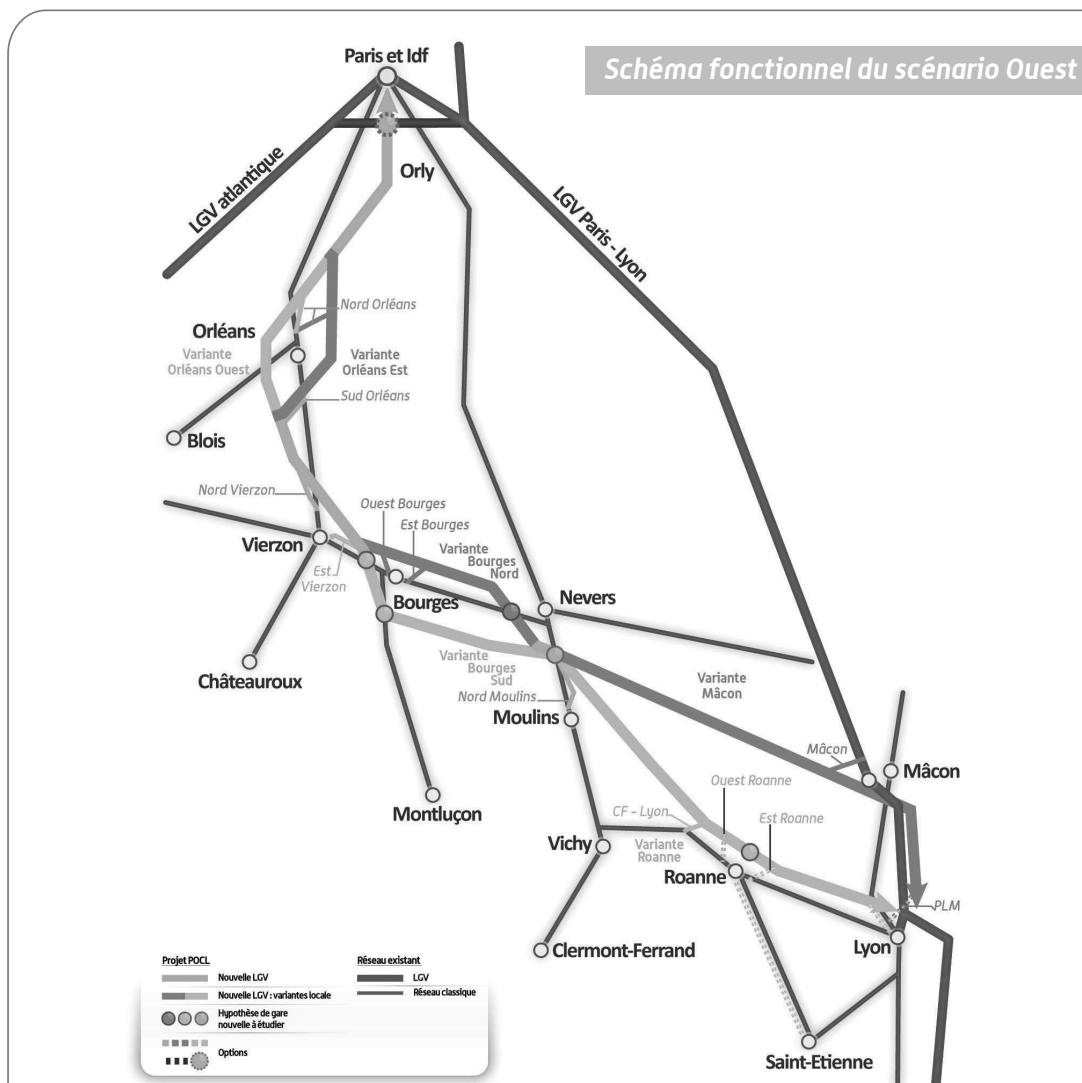 Schéma fonctionnel du scénario Ouest
Paris et Idf
Orly
LGV atlantique
LGV Paris - Lyon
Nord Orléans
Orléans
Variante
Orléans Ouest
Variante
Orléans Est
Sud Orléans
Blois
Nord Vierzon
Ouest Bourges
Est Bourges
Vierzon
Variante
Bourges
Nord
Est
Vierzon
Bourges
Nevers
Variante
Bourges
Sud
Châteauroux
Nord Moulins
Variante
Mâcon
Moulins
Mâcon
Mâcon
Ouest Roanne
Montluçon
CF - Lyon
Est Roanne
Vichy
Variante
Roanne
Roanne
PLM
Lyon
Clermont-Ferrand
Saint-Etienne
Projet POCL
Nouvelle LGV
Nouvelle LGV : variantes locale
Hypothèse de gare
nouvelle à étudier
Options
Réseau existant
LGV
Réseau classique